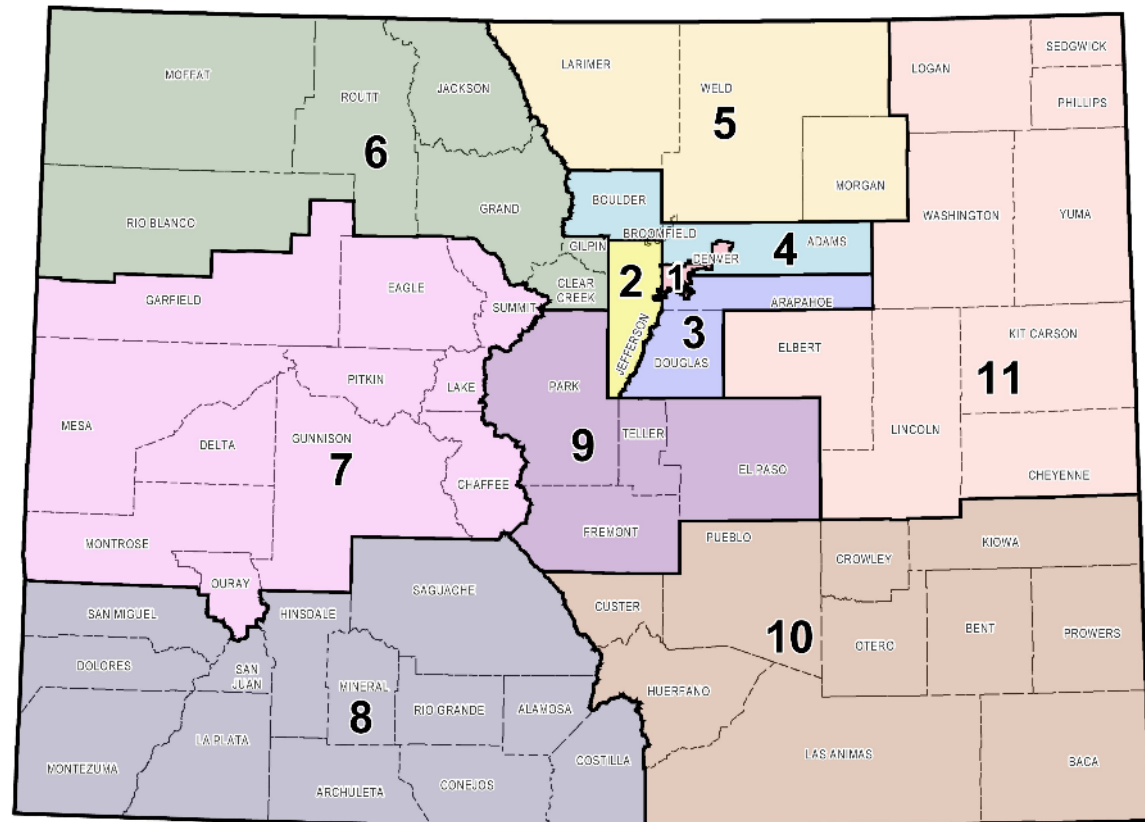 MOFFAT
ROUTT
JACKSON
LARIMER
WELD
LOGAN
SEDGWICK
PHILLIPS
6
5
MORGAN
RIO BLANCO
GRAND
BOULDER
WASHINGTON
YUMA
BROOMFIELD
GILPIN
ADAMS
4
DENVER
1
CLEAR
CREEK
2
JEFFERSON
GARFIELD
EAGLE
SUMMIT
ARAPAHOE
3
DOUGLAS
ELBERT
KIT CARSON
11
PITKIN
LAKE
PARK
MESA
DELTA
GUNNISON
7
CHAFFEE
9
TELLER
EL PASO
LINCOLN
CHEYENNE
MONTROSE
FREMONT
PUEBLO
KIOWA
CROWLEY
OURAY
SAN MIGUEL
HINSDALE
SAGUACHE
CUSTER
10
OTERO
BENT
PROWERS
DOLORES
SAN
JUAN
MINERAL
8
RIO GRANDE
ALAMOSA
HUERFANO
LA PLATA
MONTEZUMA
ARCHULETA
CONEJOS
COSTILLA
LAS ANIMAS
BACA